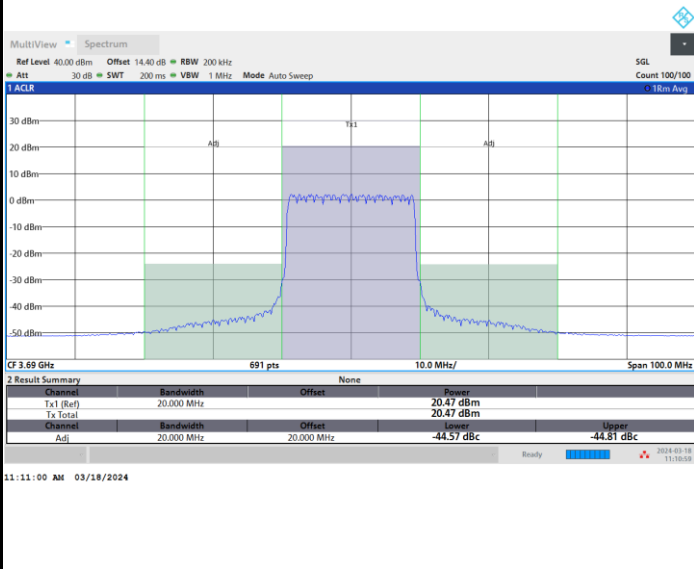 MultiView Spectrum
Ref Level 40.00 dBm Offset 14.40 dB RBW 200 kHz SGL
Att 30 dB SWT 200 ms VBW 1 MHz Mode Auto Sweep Count 100/100
1 ACLR 1Rm Avg
30 dBm
Tx1
20 dBm Adj Adj
10 dBm
0 dBm
-10 dBm
-20 dBm
-30 dBm
-40 dBm
-50 dBm
CF 3.69 GHz 691 pts 10.0 MHz/ Span 100.0 MHz
2 Result Summary None
Channel Bandwidth Offset Power
Tx1 (Ref) 20.000 MHz 20.47 dBm
Tx Total 20.47 dBm
Channel Bandwidth Offset Lower Upper
Adj 20.000 MHz 20.000 MHz -44.57 dBc -44.81 dBc
Ready 2024-03-18
11:10:59
11:11:00 AM 03/18/2024